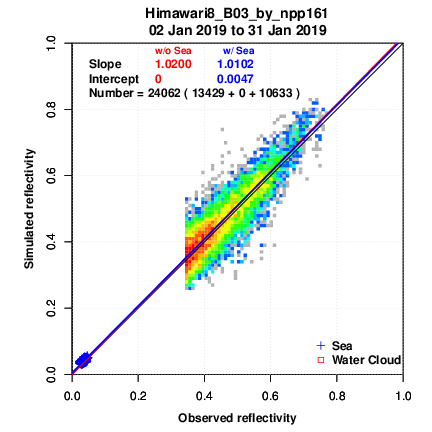 Himawari8_B03_by_npp161
02 Jan 2019 to 31 Jan 2019
w/o Sea w/ Sea
Slope 1.0200 1.0102
Intercept 0 0.0047
Number = 24062 ( 13429 + 0 + 10633 )
1.0
0.8
0.6
0.4
0.2
0.0
Simulated reflectivity
Sea
Water Cloud
0.0 0.2 0.4 0.6 0.8 1.0
Observed reflectivity